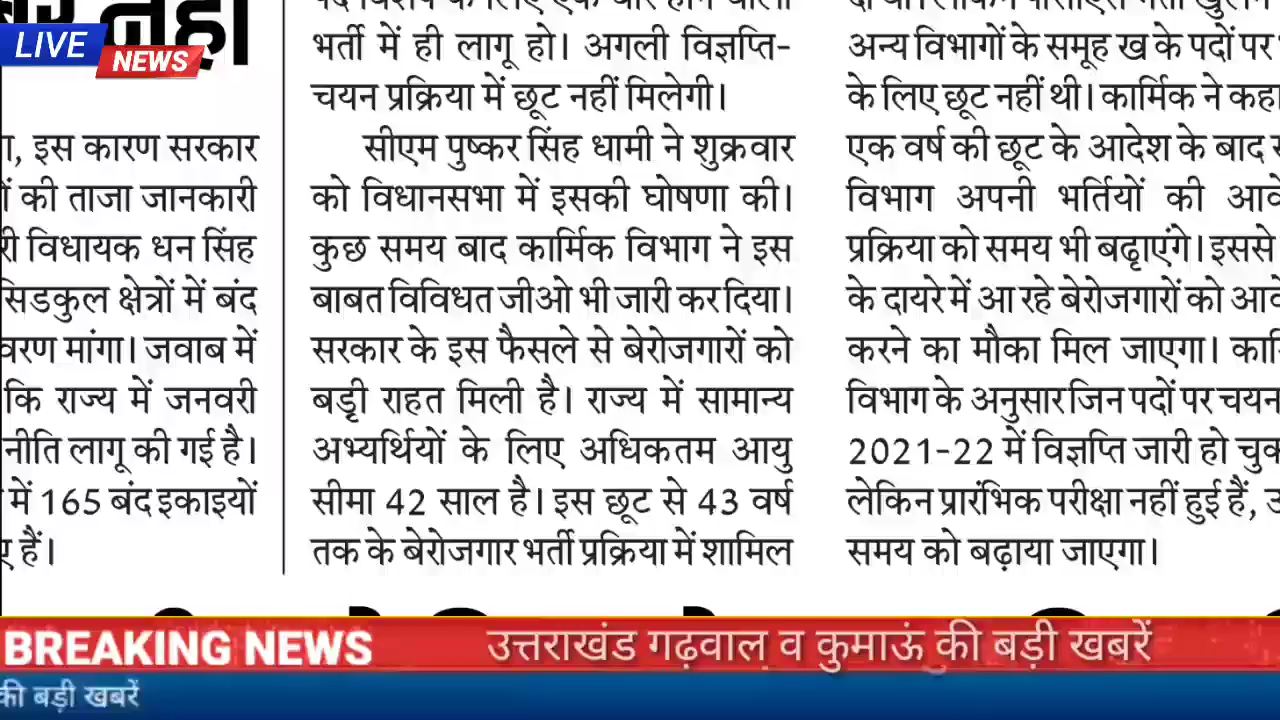 LIVE
NEWS
नहीं
, इस कारण सरकार
की ताजा जानकारी
विधायक धन सिंह
सिडकुल क्षेत्रों में बंद
मांगा। जवाब में
कि राज्य में जनवरी
नीति लागू की गई है।
में 165 बंद इकाइयों
हैं।
भर्ती में ही लागू हो। अगली विज्ञप्ति-
चयन प्रक्रिया में छूट नहीं मिलेगी।
सीएम पुष्कर सिंह धामी ने शुक्रवार
को विधानसभा में इसकी घोषणा की।
कुछ समय बाद कार्मिक विभाग ने इस
बाबत विविधत जीओ भी जारी कर दिया।
सरकार के इस फैसले से बेरोजगारों को
बड़ी राहत मिली है। राज्य में सामान्य
अभ्यर्थियों के लिए अधिकतम आयु
सीमा 42 साल है। इस छूट से 43 वर्ष
तक के बेरोजगार भर्ती प्रक्रिया में शामिल
अन्य विभागों के समूह ख के पदों पर
के लिए छूट नहीं थी। कार्मिक ने कहा
एक वर्ष की छूट के आदेश के बाद
विभाग अपनी भर्तियों की
प्रक्रिया को समय भी बढ़ाएंगे। इससे
के दायरे में आ रहे बेरोजगारों को
करने का मौका मिल जाएगा।
विभाग के अनुसार जिन पदों पर चयन
2021-22 में विज्ञप्ति जारी हो
लेकिन प्रारंभिक परीक्षा नहीं हुई हैं,
समय को बढ़ाया जाएगा।
BREAKING NEWS
उत्तराखंड गढ़वाल व कुमाऊं की बड़ी खबरें
की बड़ी खबरें